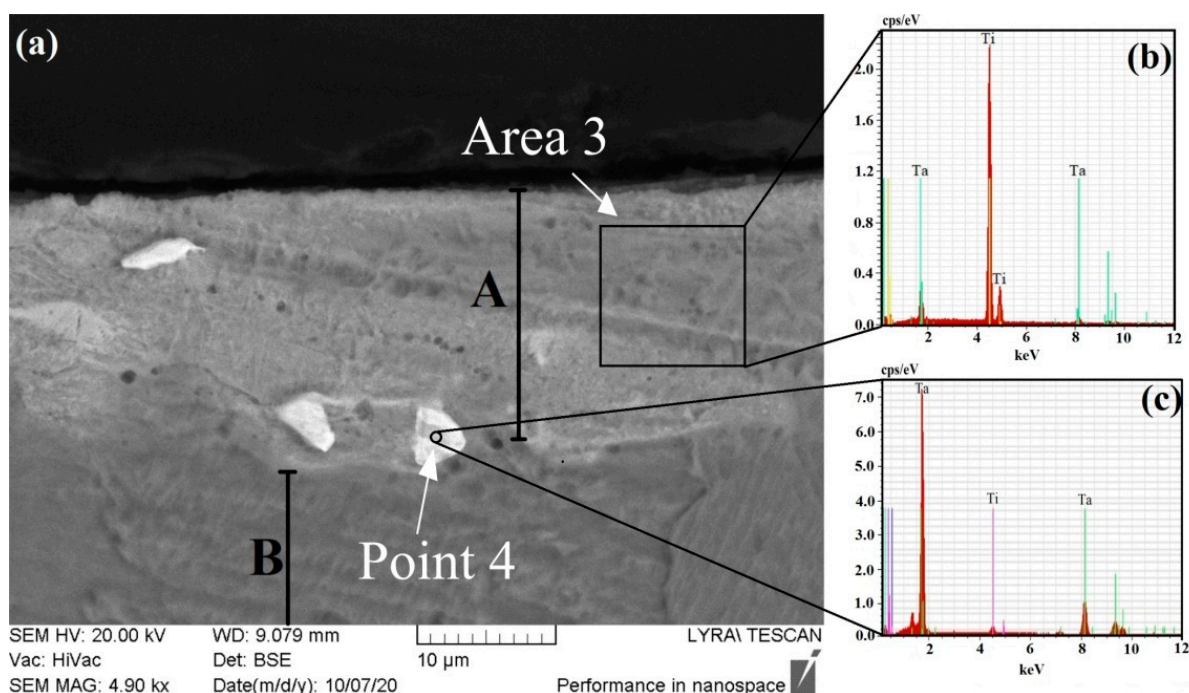 (a)
Area 3
A
B
Point 4
SEM HV: 20.00 kV WD: 9.079 mm LYRA\ TESCAN
Vac: HiVac Det: BSE 10 µm
SEM MAG: 4.90 kx Date(m/d/y): 10/07/20 Performance in nanospace
cps/eV
(b)
Ti
2.0
1.6
Ta Ta
1.2
0.8
Ti
0.4
0.0
2 4 6 8 10 12
keV
cps/eV
(c)
Ta
7.0
6.0
5.0
4.0
Ti Ta
3.0
2.0
1.0
0.0
2 4 6 8 10 12
keV